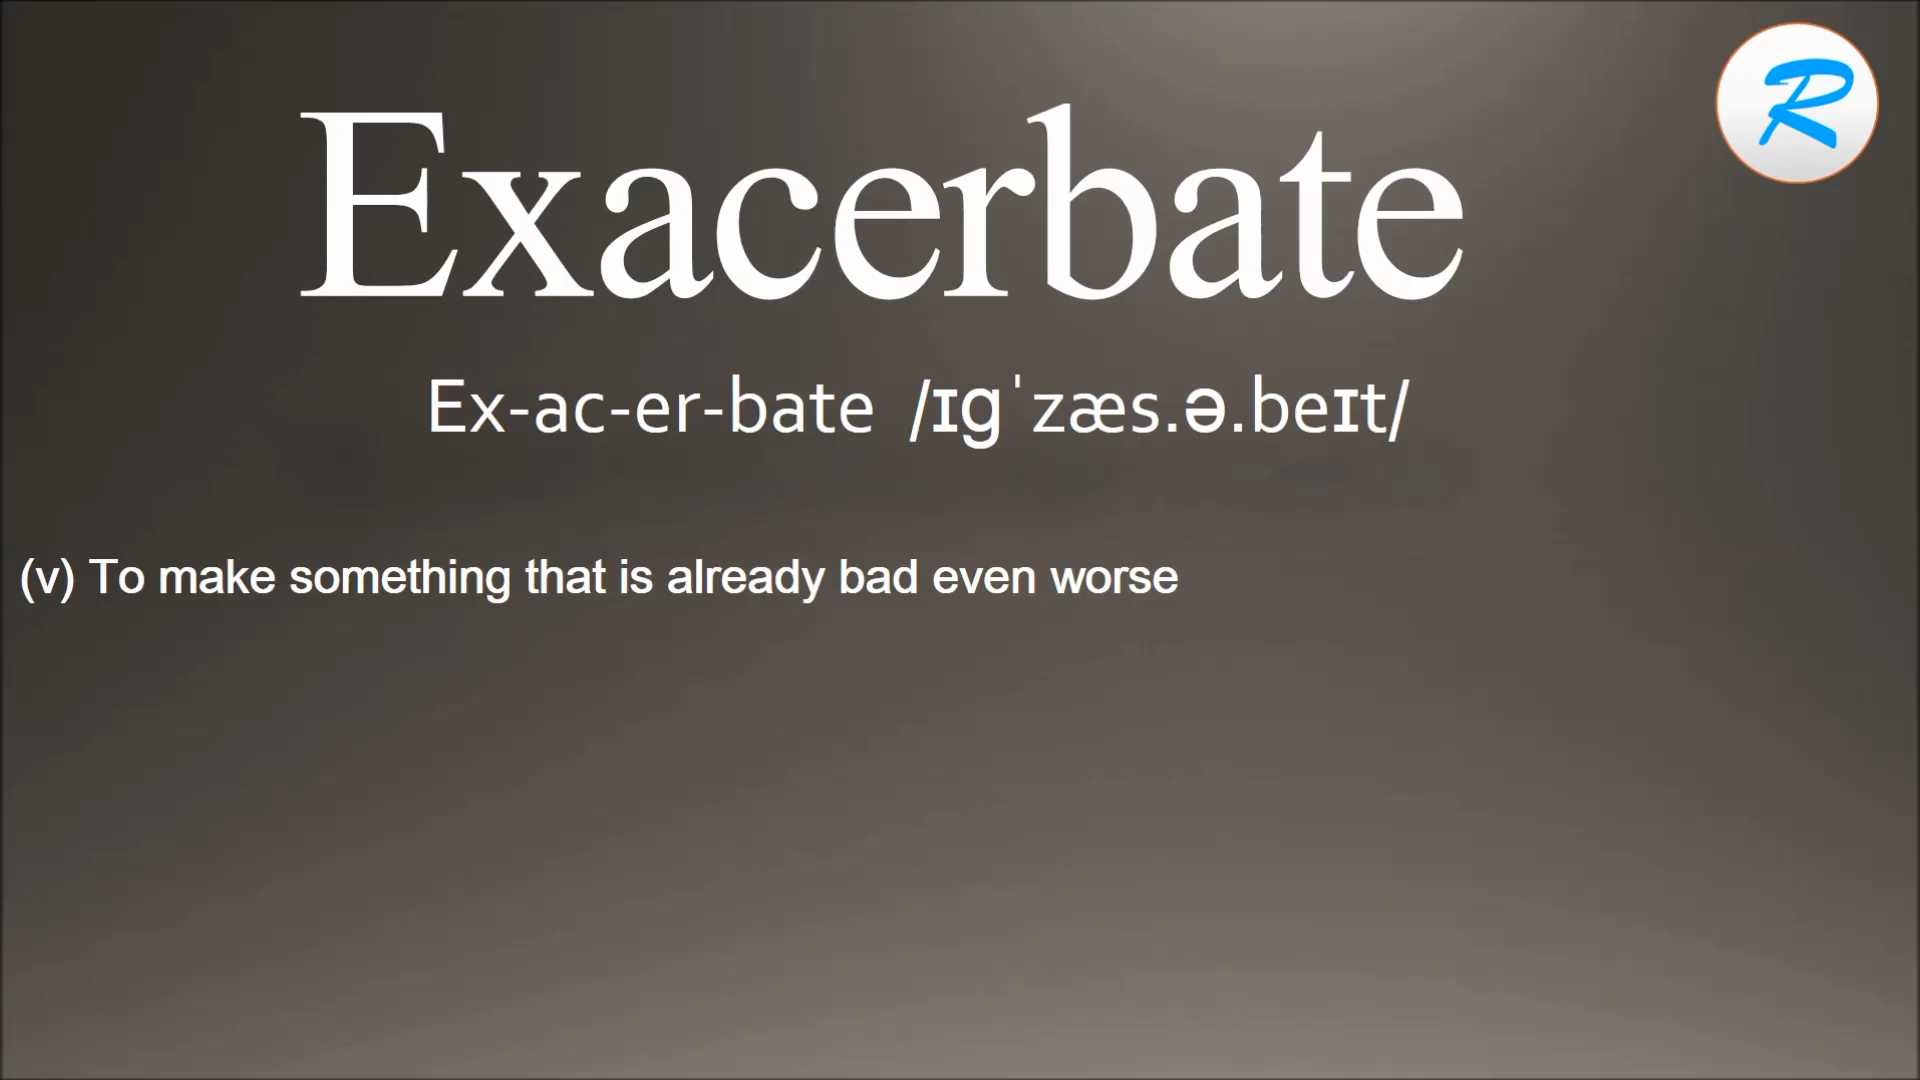 R
Exacerbate
Ex-ac-er-bate /ɪɡˈzæs.ə.beɪt/
(v) To make something that is already bad even worse